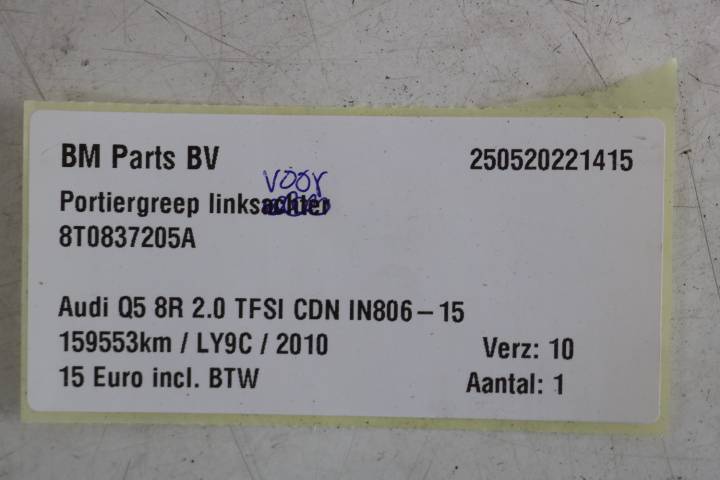 BM Parts BV 250520221415
voor
Portiergreep linksachter
8T0837205A
Audi Q5 8R 2.0 TFSI CDN IN806-15
159553km / LY9C / 2010 Verz: 10
15 Euro incl. BTW Aantal: 1